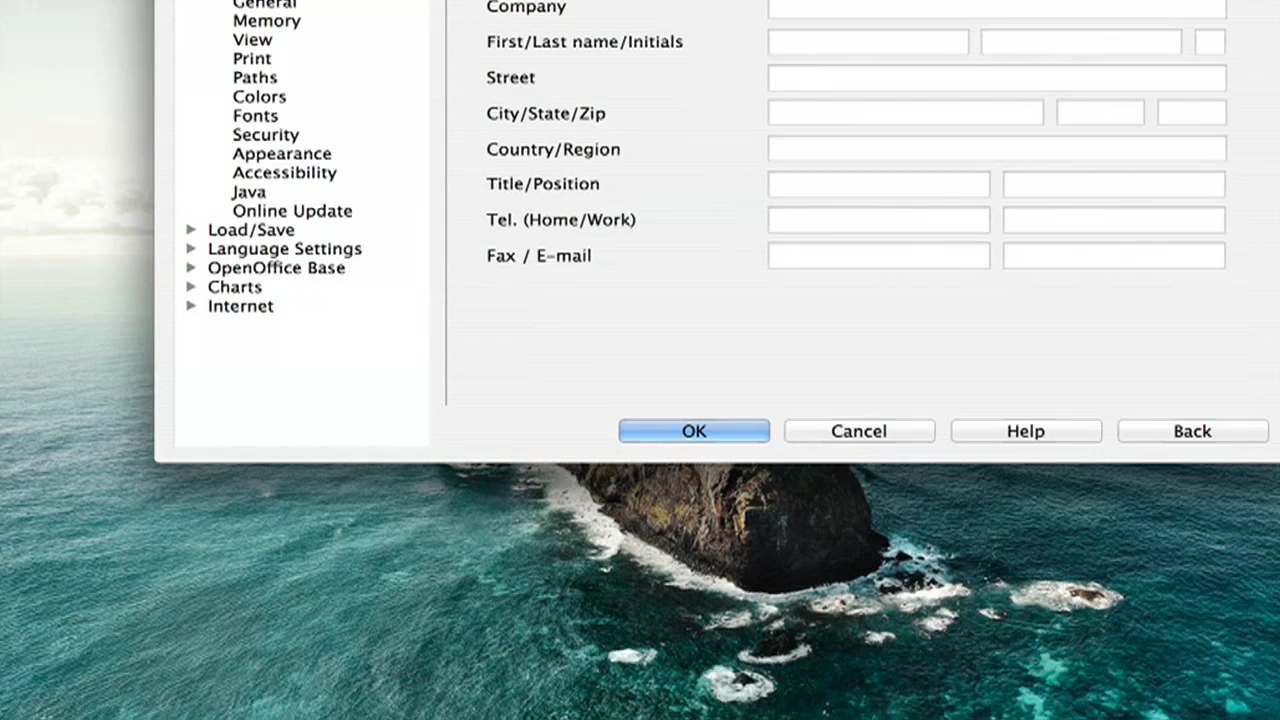 General
Memory
View
Print
Paths
Colors
Fonts
Security
Appearance
Accessibility
Java
Online Update
Load/Save
Language Settings
OpenOffice Base
Charts
Internet
Company
First/Last name/Initials
Street
City/State/Zip
Country/Region
Title/Position
Tel. (Home/Work)
Fax / E-mail
OK
Cancel
Help
Back